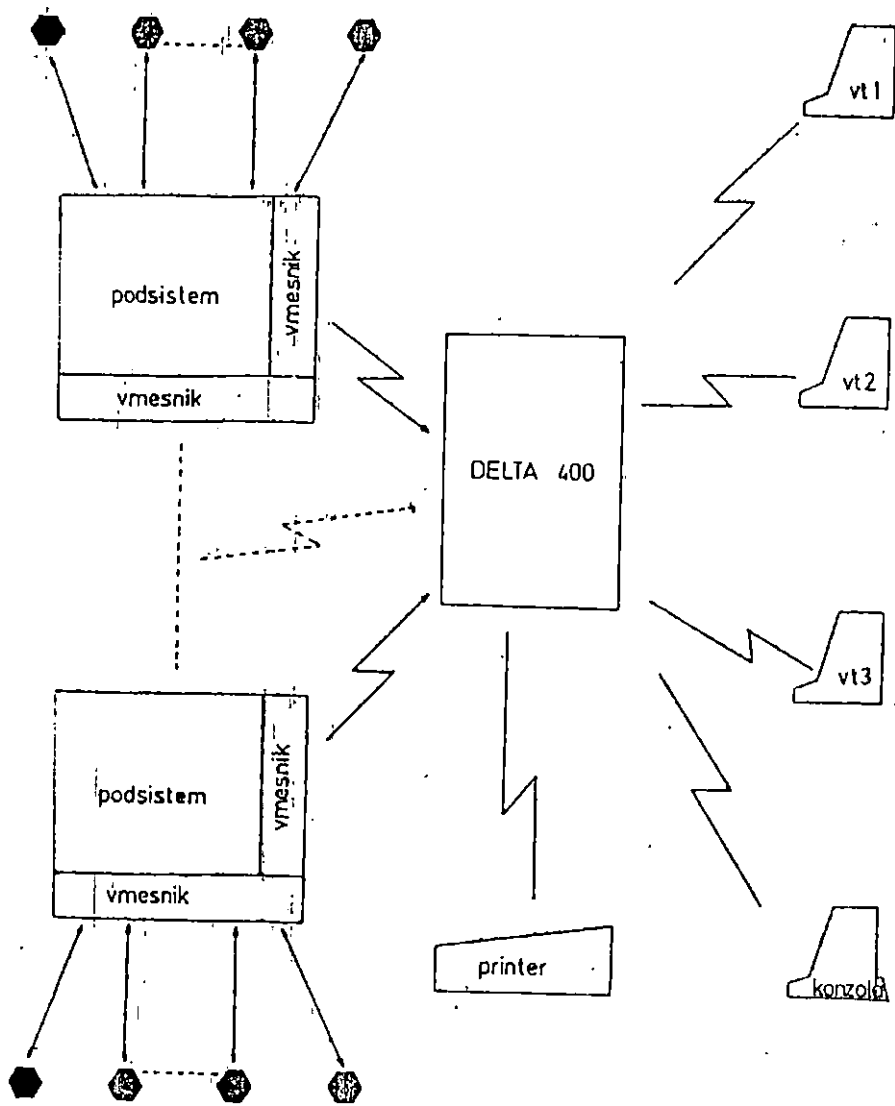 vt1
podsistem
vmesnik
vmesnik
vt2
DELTA 400
vt3
podsistem
vmesnik
vmesnik
printer
konzola